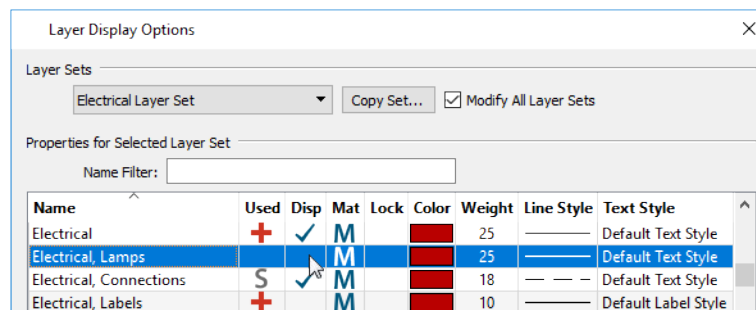 Layer Display Options
Layer Sets
Electrical Layer Set Copy Set... Modify All Layer Sets
Properties for Selected Layer Set
Name Filter:
Name Used Disp Mat Lock Color Weight Line Style Text Style
Electrical M 25 Default Text Style
Electrical, Lamps M 25 Default Text Style
Electrical, Connections S M 18 Default Text Style
Electrical, Labels M 10 Default Label Style